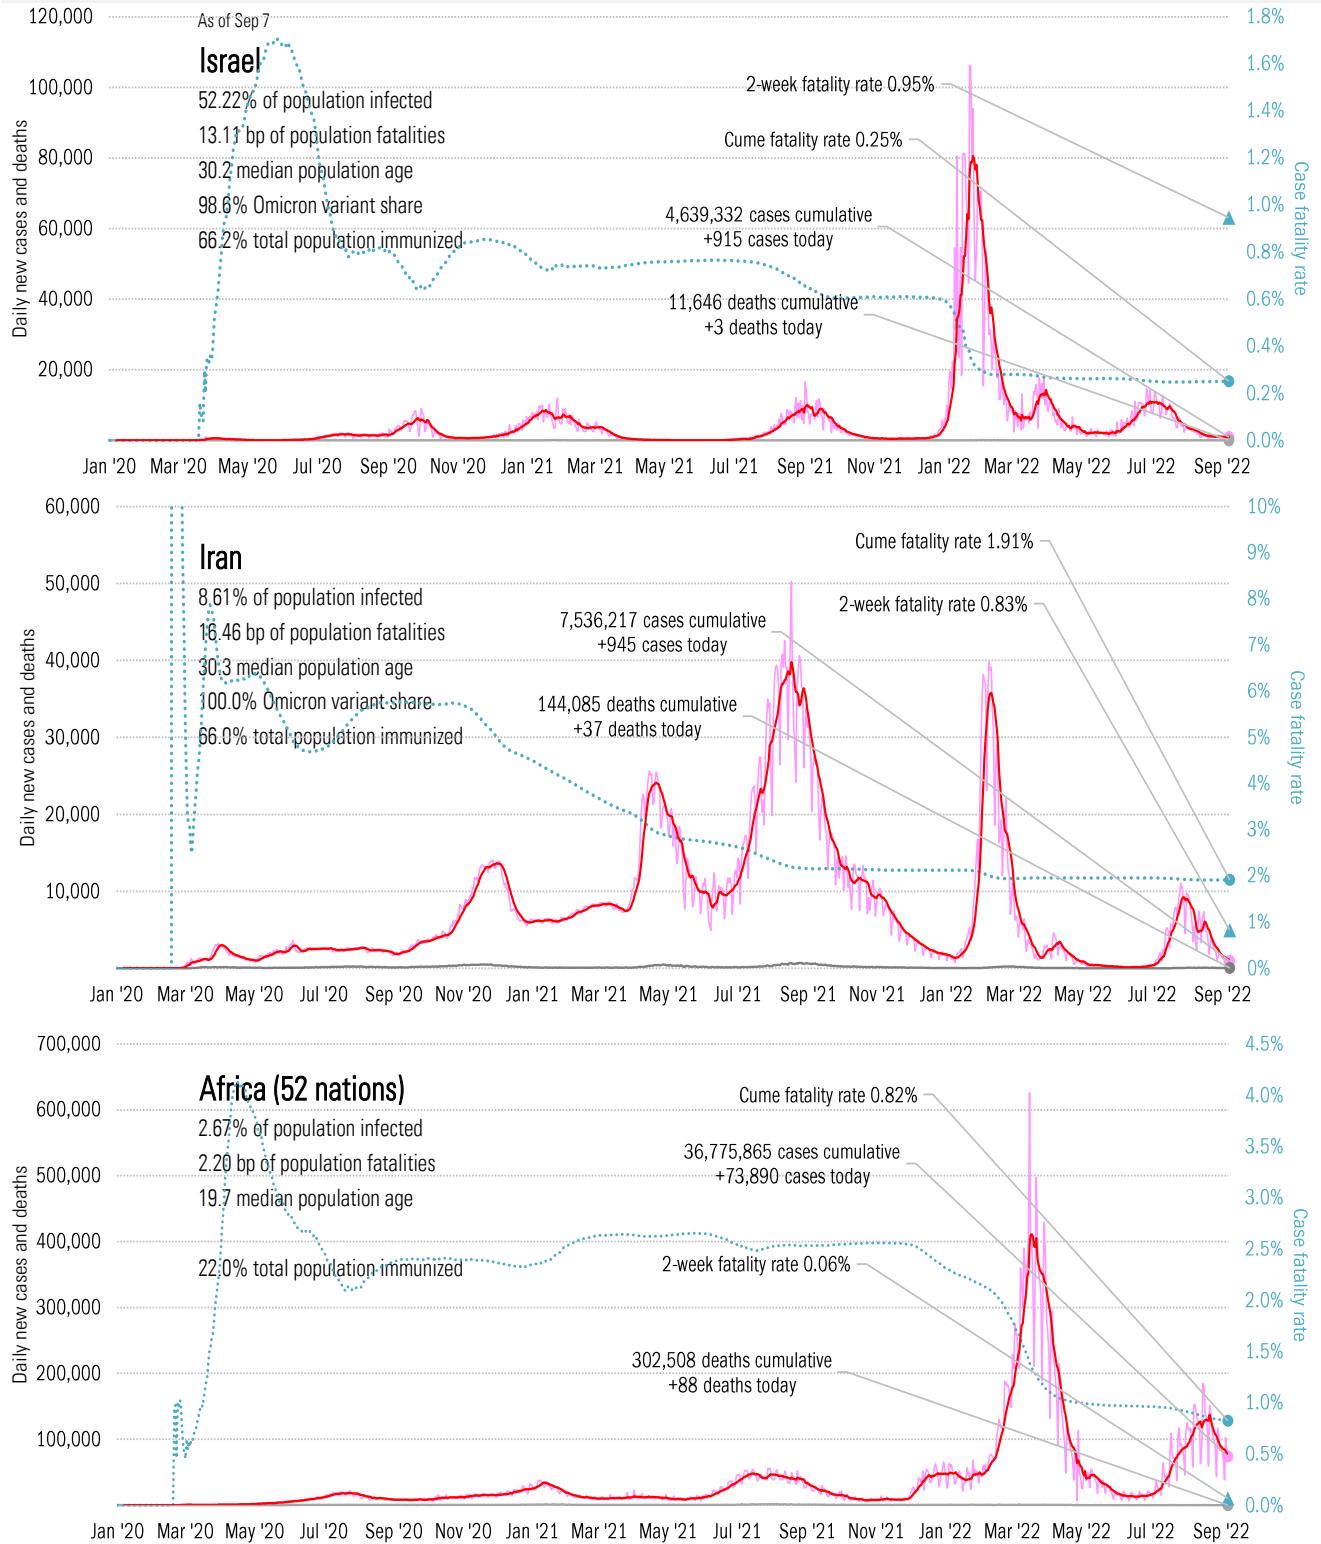 As of Sep 7
Israel
52.22% of population infected
13.11 bp of population fatalities
30.2 median population age
98.6% Omicron variant share
66.2% total population immunized
2-week fatality rate 0.95%
Cume fatality rate 0.25%
4,639,332 cases cumulative
+915 cases today
11,646 deaths cumulative
+3 deaths today
Daily new cases and deaths
120,000
100,000
80,000
60,000
40,000
20,000
Case fatality rate
1.8%
1.6%
1.4%
1.2%
1.0%
0.8%
0.6%
0.4%
0.2%
0.0%
Jan '20 Mar '20 May '20 Jul '20 Sep '20 Nov '20 Jan '21 Mar '21 May '21 Jul '21 Sep '21 Nov '21 Jan '22 Mar '22 May '22 Jul '22 Sep '22
Iran
8.61% of population infected
16.46 bp of population fatalities
30.3 median population age
100.0% Omicron variant share
66.0% total population immunized
Cume fatality rate 1.91%
2-week fatality rate 0.83%
7,536,217 cases cumulative
+945 cases today
144,085 deaths cumulative
+37 deaths today
Daily new cases and deaths
60,000
50,000
40,000
30,000
20,000
10,000
Case fatality rate
10%
9%
8%
7%
6%
5%
4%
3%
2%
1%
0%
Jan '20 Mar '20 May '20 Jul '20 Sep '20 Nov '20 Jan '21 Mar '21 May '21 Jul '21 Sep '21 Nov '21 Jan '22 Mar '22 May '22 Jul '22 Sep '22
Africa (52 nations)
2.67% of population infected
2.20 bp of population fatalities
19.7 median population age
22.0% total population immunized
Cume fatality rate 0.82%
36,775,865 cases cumulative
+73,890 cases today
2-week fatality rate 0.06%
302,508 deaths cumulative
+88 deaths today
Daily new cases and deaths
700,000
600,000
500,000
400,000
300,000
200,000
100,000
Case fatality rate
4.5%
4.0%
3.5%
3.0%
2.5%
2.0%
1.5%
1.0%
0.5%
0.0%
Jan '20 Mar '20 May '20 Jul '20 Sep '20 Nov '20 Jan '21 Mar '21 May '21 Jul '21 Sep '21 Nov '21 Jan '22 Mar '22 May '22 Jul '22 Sep '22